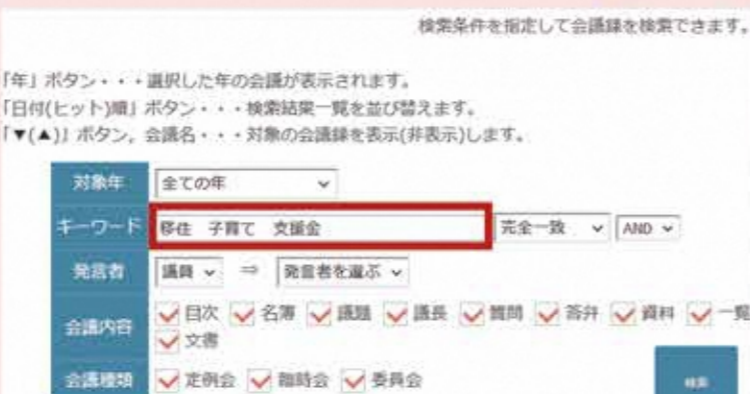 検索条件を指定して会議録を検索できます。
「年」ボタン・・・選択した年の会議が表示されます。
「日付(ヒット)順」ボタン・・・検索結果一覧を並び替えます。
「▼(▲)」ボタン, 会議名・・・対象の会議録を表示(非表示)します。
対象年 全ての年
キーワード 移住 子育て 支援金 完全一致 AND
発言者 議員 ⇒ 発言者を選ぶ
会議内容 目次 名簿 議題 議長 質問 答弁 資料 一覧
文書
会議種類 定例会 臨時会 委員会
検索